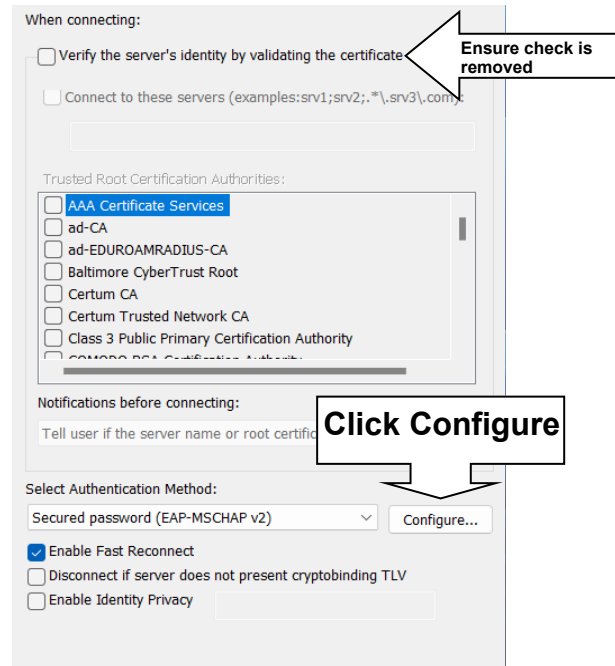 When connecting:
Verify the server's identity by validating the certificate
Ensure check is
removed
Connect to these servers (examples:srv1;srv2;.*\.srv3\.com):
Trusted Root Certification Authorities:
AAA Certificate Services
ad-CA
ad-EDUROAMRADIUS-CA
Baltimore CyberTrust Root
Certum CA
Certum Trusted Network CA
Class 3 Public Primary Certification Authority
COMODO RSA Certification Authority
Notifications before connecting:
Tell user if the server name or root certific
Click Configure
Select Authentication Method:
Secured password (EAP-MSCHAP v2)
Configure...
Enable Fast Reconnect
Disconnect if server does not present cryptobinding TLV
Enable Identity Privacy